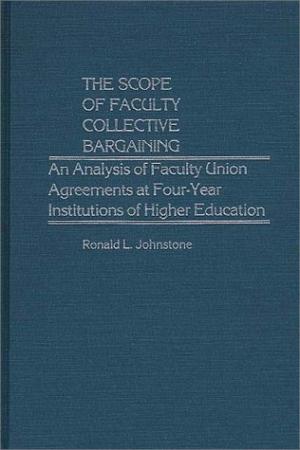 THE SCOPE
OF FACULTY
COLLECTIVE
BARGAINING
An Analysis of Faculty Union
Agreements at Four-Year
Institutions of Higher Education
Ronald L. Johnstone